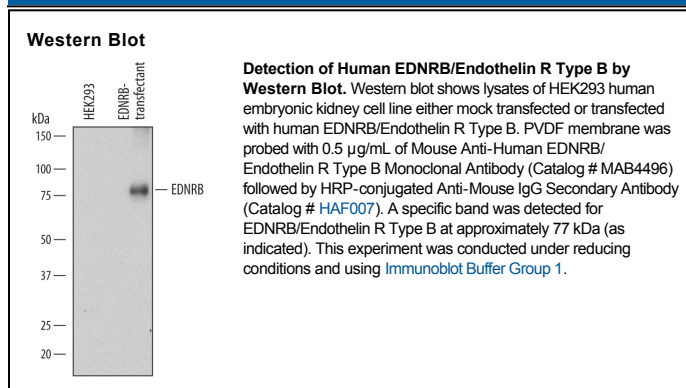 Western Blot
HEK293
EDNRB-
transfectant
kDa
150
100
75
EDNRB
50
37
25
20
Detection of Human EDNRB/Endothelin R Type B by
Western Blot. Western blot shows lysates of HEK293 human
embryonic kidney cell line either mock transfected or transfected
with human EDNRB/Endothelin R Type B. PVDF membrane was
probed with 0.5 µg/mL of Mouse Anti-Human EDNRB/
Endothelin R Type B Monoclonal Antibody (Catalog # MAB4496)
followed by HRP-conjugated Anti-Mouse IgG Secondary Antibody
(Catalog # HAF007). A specific band was detected for
EDNRB/Endothelin R Type B at approximately 77 kDa (as
indicated). This experiment was conducted under reducing
conditions and using Immunoblot Buffer Group 1.